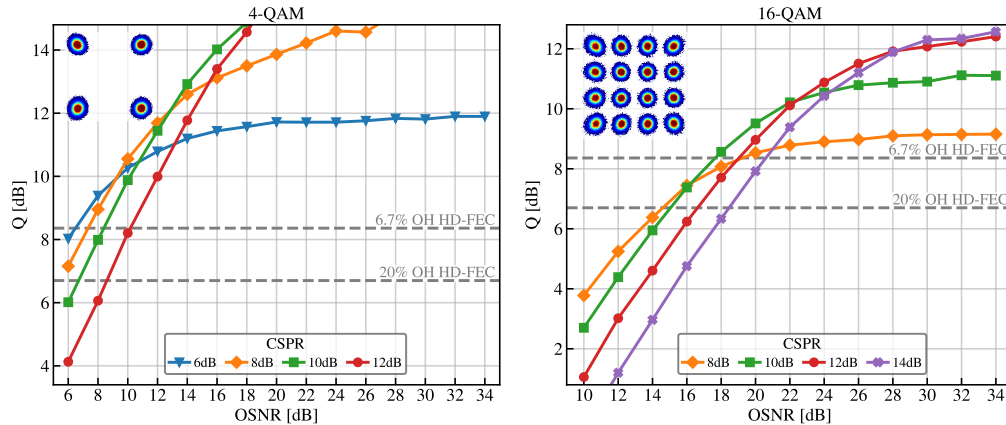 4-QAM
14
12
10
8
6
4
Q [dB]
6.7% OH HD-FEC
20% OH HD-FEC
CSPR
6dB 8dB 10dB 12dB
6 8 10 12 14 16 18 20 22 24 26 28 30 32 34
OSNR [dB]
16-QAM
12
10
8
6
4
2
Q [dB]
6.7% OH HD-FEC
20% OH HD-FEC
CSPR
8dB 10dB 12dB 14dB
10 12 14 16 18 20 22 24 26 28 30 32 34
OSNR [dB]